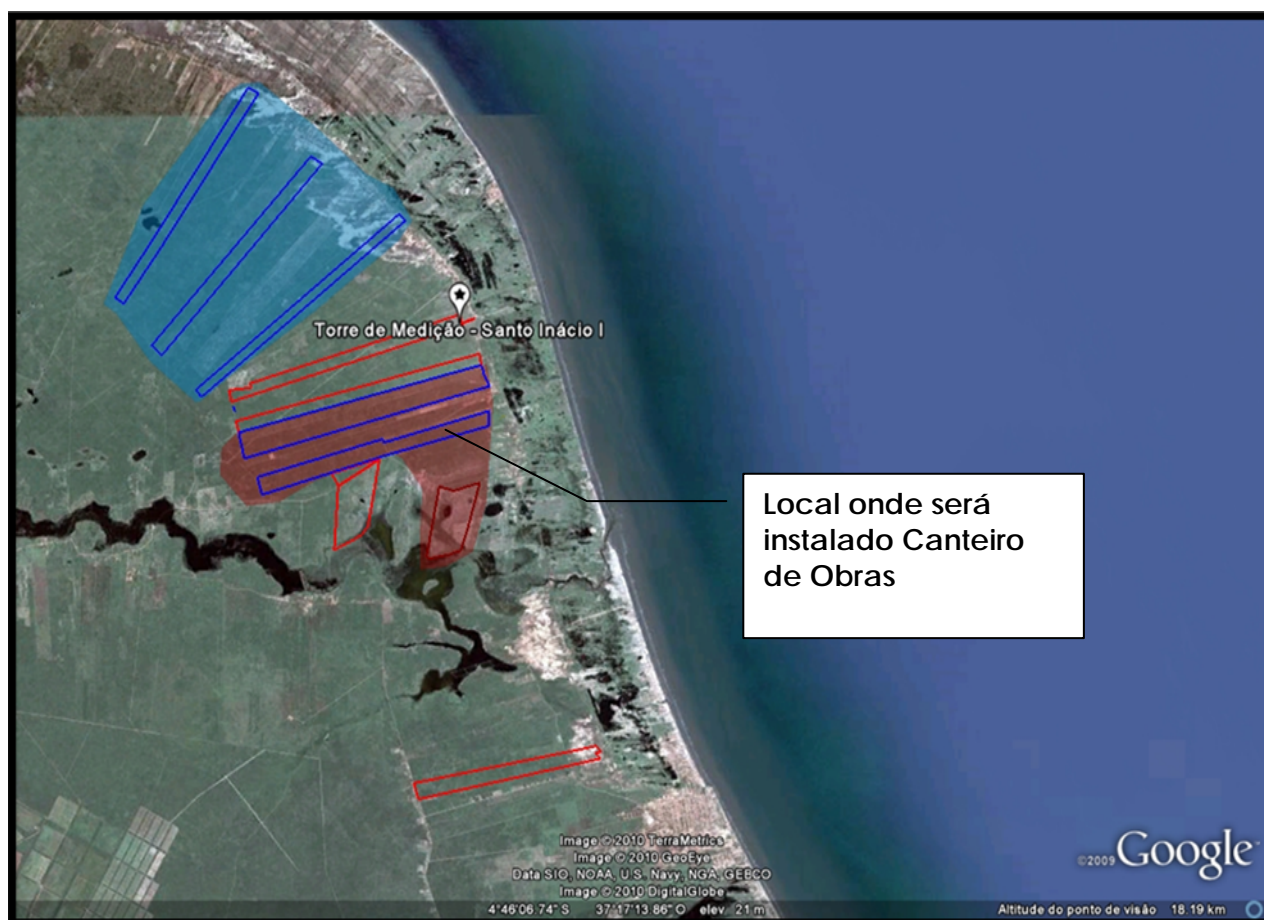 Torre de Medição - Santo Inácio I
Local onde será
instalado Canteiro
de Obras
Image © 2010 TerraMetrics
Image © 2010 GeoEye
Data SIO, NOAA, U.S. Navy, NGA, GEBCO
Image © 2010 DigitalGlobe
©2009 Google
4°46'06.74" S 37°17'13.86" O elev 21 m Altitude do ponto de visão 18.19 km